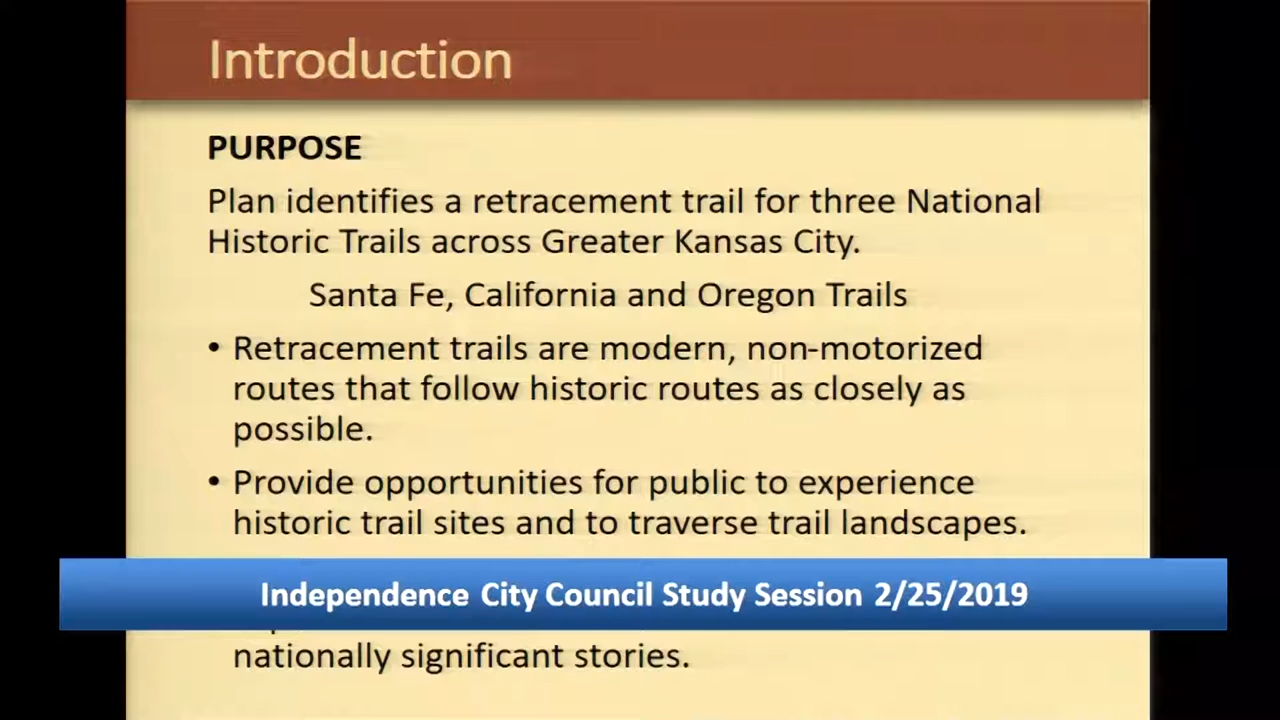 Introduction
PURPOSE
Plan identifies a retracement trail for three National
Historic Trails across Greater Kansas City.
Santa Fe, California and Oregon Trails
• Retracement trails are modern, non-motorized
routes that follow historic routes as closely as
possible.
• Provide opportunities for public to experience
historic trail sites and to traverse trail landscapes.
Independence City Council Study Session 2/25/2019
nationally significant stories.